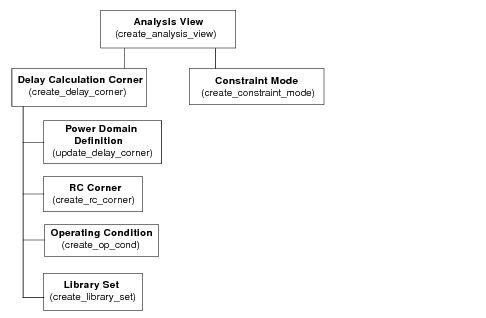 Analysis View
(create_analysis_view)
Delay Calculation Corner
(create_delay_corner)
Constraint Mode
(create_constraint_mode)
Power Domain
Definition
(update_delay_corner)
RC Corner
(create_rc_corner)
Operating Condition
(create_op_cond)
Library Set
(create_library_set)